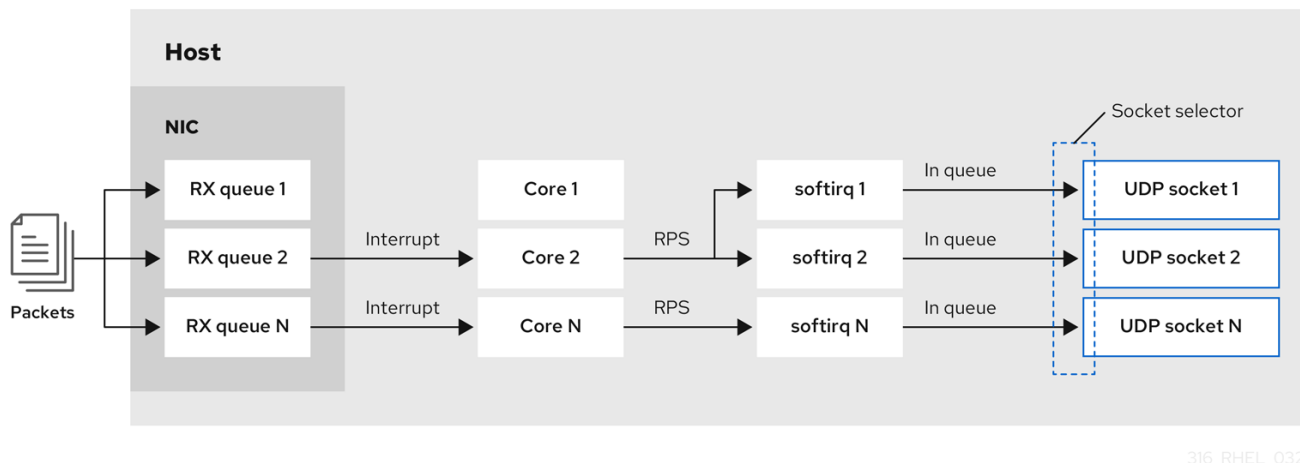 Host
NIC
Socket selector
RX queue 1
Core 1
softirq 1
In queue
UDP socket 1
RX queue 2
Interrupt
Core 2
RPS
softirq 2
In queue
UDP socket 2
Packets
RX queue N
Interrupt
Core N
RPS
softirq N
In queue
UDP socket N
316_RHEL_032